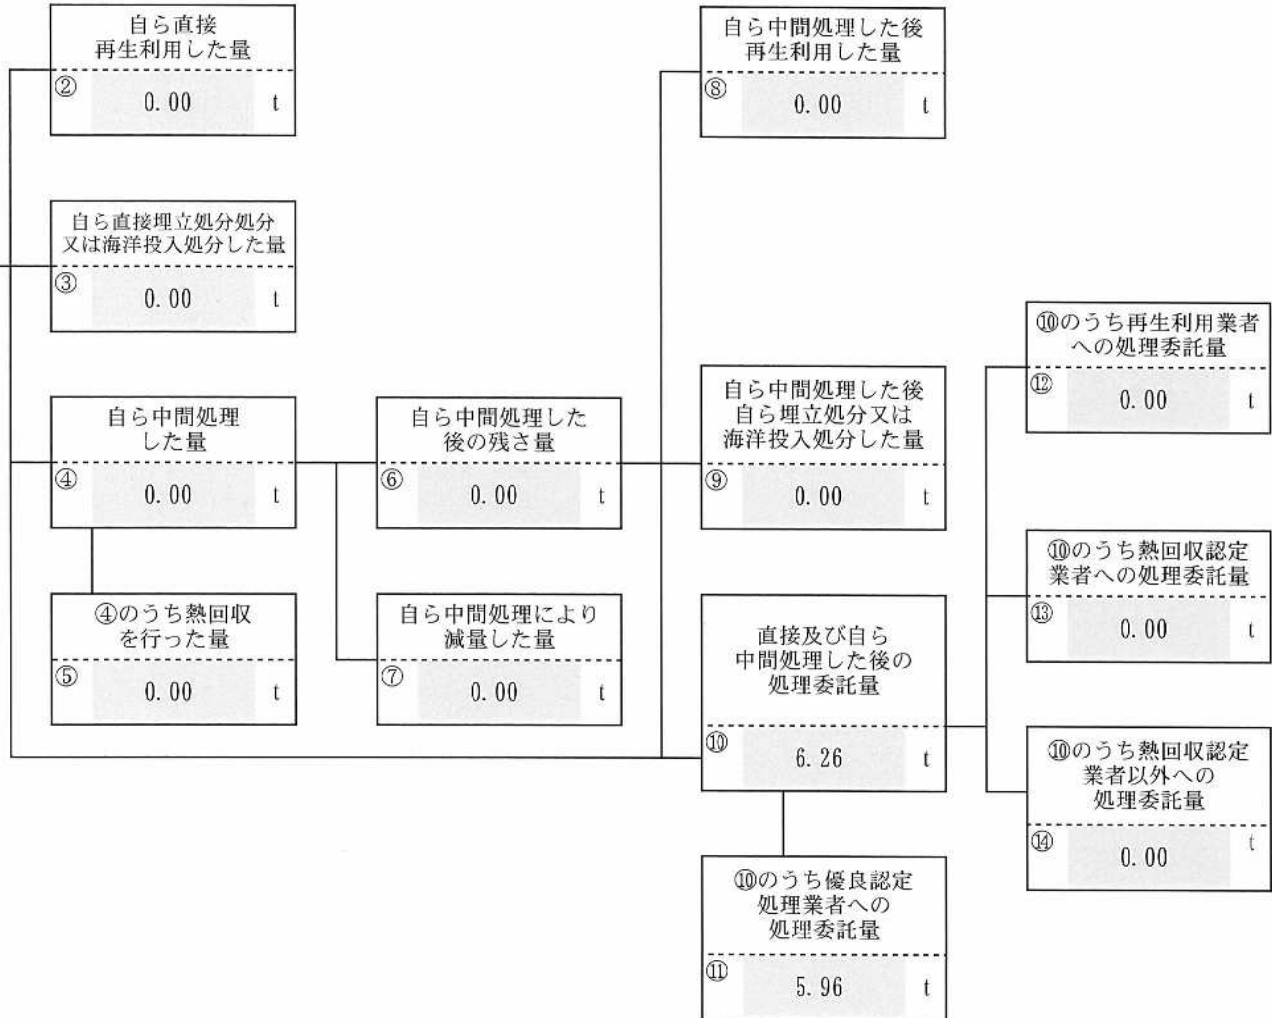 自ら直接
再生利用した量
② 0.00 t
自ら中間処理した後
再生利用した量
⑧ 0.00 t
自ら直接埋立処分処分
又は海洋投入処分した量
③ 0.00 t
⑩のうち再生利用業者
への処理委託量
⑫ 0.00 t
自ら中間処理
した量
④ 0.00 t
自ら中間処理した
後の残さ量
⑥ 0.00 t
自ら中間処理した後
自ら埋立処分又は
海洋投入処分した量
⑨ 0.00 t
⑩のうち熱回収認定
業者への処理委託量
⑬ 0.00 t
④のうち熱回収
を行った量
⑤ 0.00 t
自ら中間処理により
減量した量
⑦ 0.00 t
直接及び自ら
中間処理した後の
処理委託量
⑩ 6.26 t
⑩のうち熱回収認定
業者以外への
処理委託量
⑭ 0.00 t
⑩のうち優良認定
処理業者への
処理委託量
⑪ 5.96 t